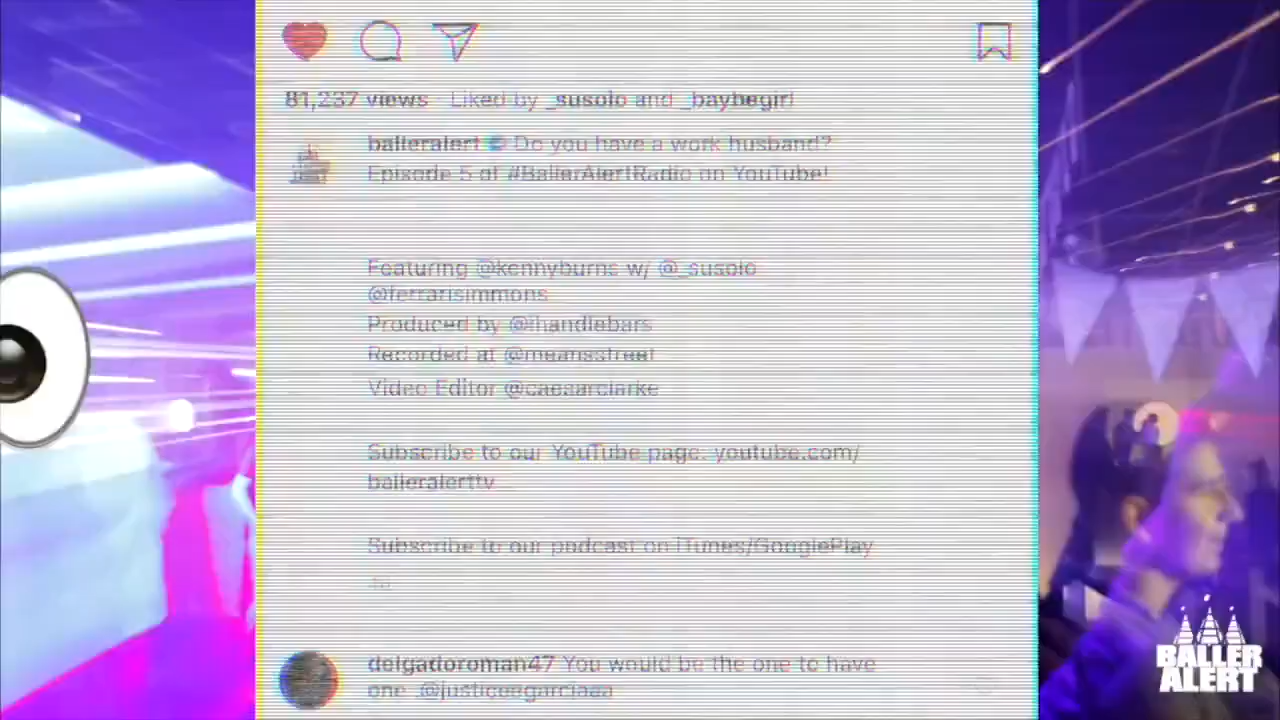 81,237 views · Liked by _susolo and _baybegirl
balleralert Do you have a work husband?
Episode 5 of #BallerAlertRadio on YouTube!
Featuring @kennyburns w/ @_susolo
@ferrarisimmons
Produced by @ihandlebars
Recorded at @meansstreet
Video Editor @caesarclarke
Subscribe to our YouTube page: youtube.com/
balleralerttv
Subscribe to our podcast on iTunes/GooglePlay
delgadoroman47 You would be the one to have
one .@justiceegarciaaa
BALLER
ALERT